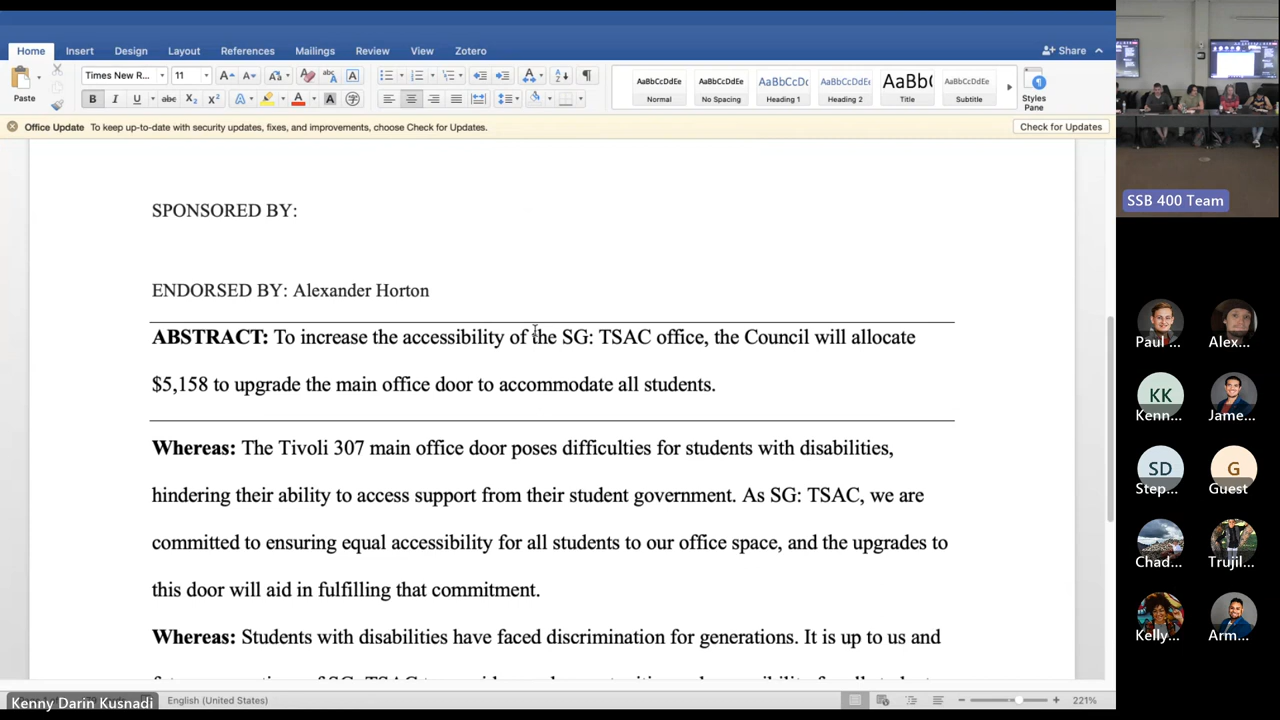 Home Insert Design Layout References Mailings Review View Zotero Share
Times New R... 11
Paste
AaBbCcDdEe AaBbCcDdEe AaBbCcDc AaBbCcDdEe AaBb( AaBbCcDdEe
Normal No Spacing Heading 1 Heading 2 Title Subtitle Styles Pane
Office Update To keep up-to-date with security updates, fixes, and improvements, choose Check for Updates. Check for Updates
SPONSORED BY:
ENDORSED BY: Alexander Horton
ABSTRACT: To increase the accessibility of the SG: TSAC office, the Council will allocate
$5,158 to upgrade the main office door to accommodate all students.
Whereas: The Tivoli 307 main office door poses difficulties for students with disabilities,
hindering their ability to access support from their student government. As SG: TSAC, we are
committed to ensuring equal accessibility for all students to our office space, and the upgrades to
this door will aid in fulfilling that commitment.
Whereas: Students with disabilities have faced discrimination for generations. It is up to us and
Kenny Darin Kusnadi
English (United States)
221%
SSB 400 Team
Paul ... Alex...
KK
Kenn... Jame...
SD G
Step... Guest
Chad... Trujil...
Kelly... Arm...